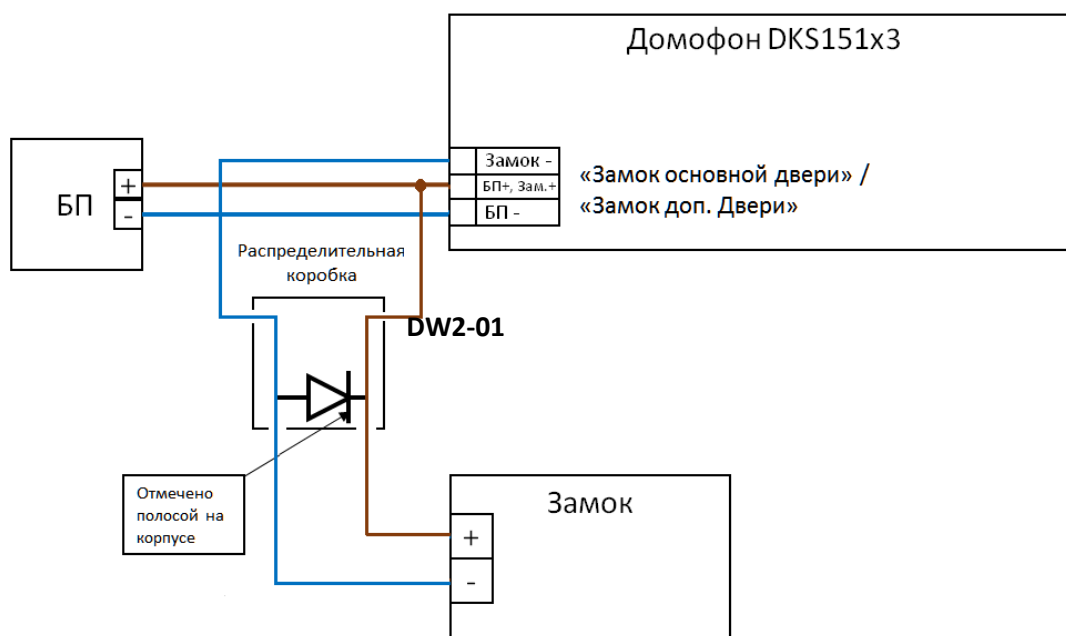 Домофон DKS151x3
Замок -
БП+, Зам.+
БП -
«Замок основной двери» /
«Замок доп. Двери»
БП
+
-
Распределительная
коробка
DW2-01
Отмечено
полосой на
корпусе
Замок
+
-